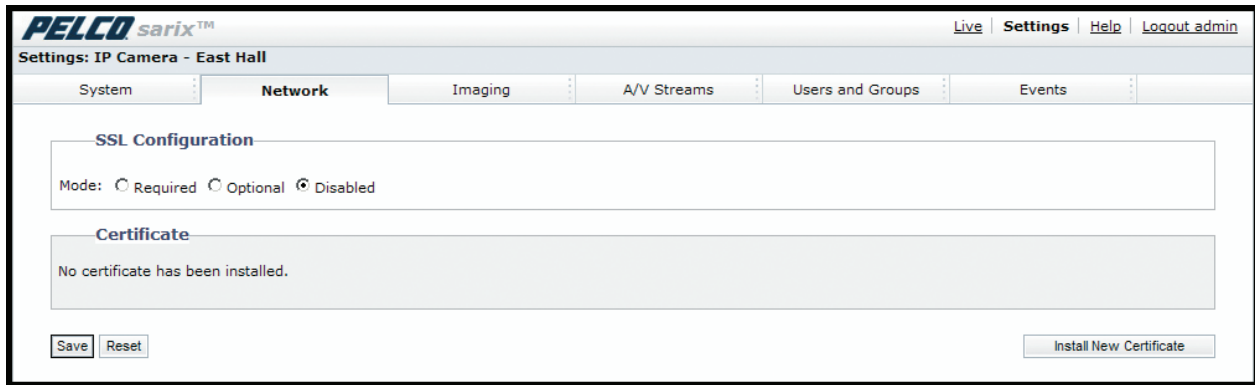 PELCO sarix™ Live Settings Help Logout admin
Settings: IP Camera - East Hall
System Network Imaging A/V Streams Users and Groups Events
SSL Configuration
Mode: Required Optional Disabled
Certificate
No certificate has been installed.
Save Reset Install New Certificate